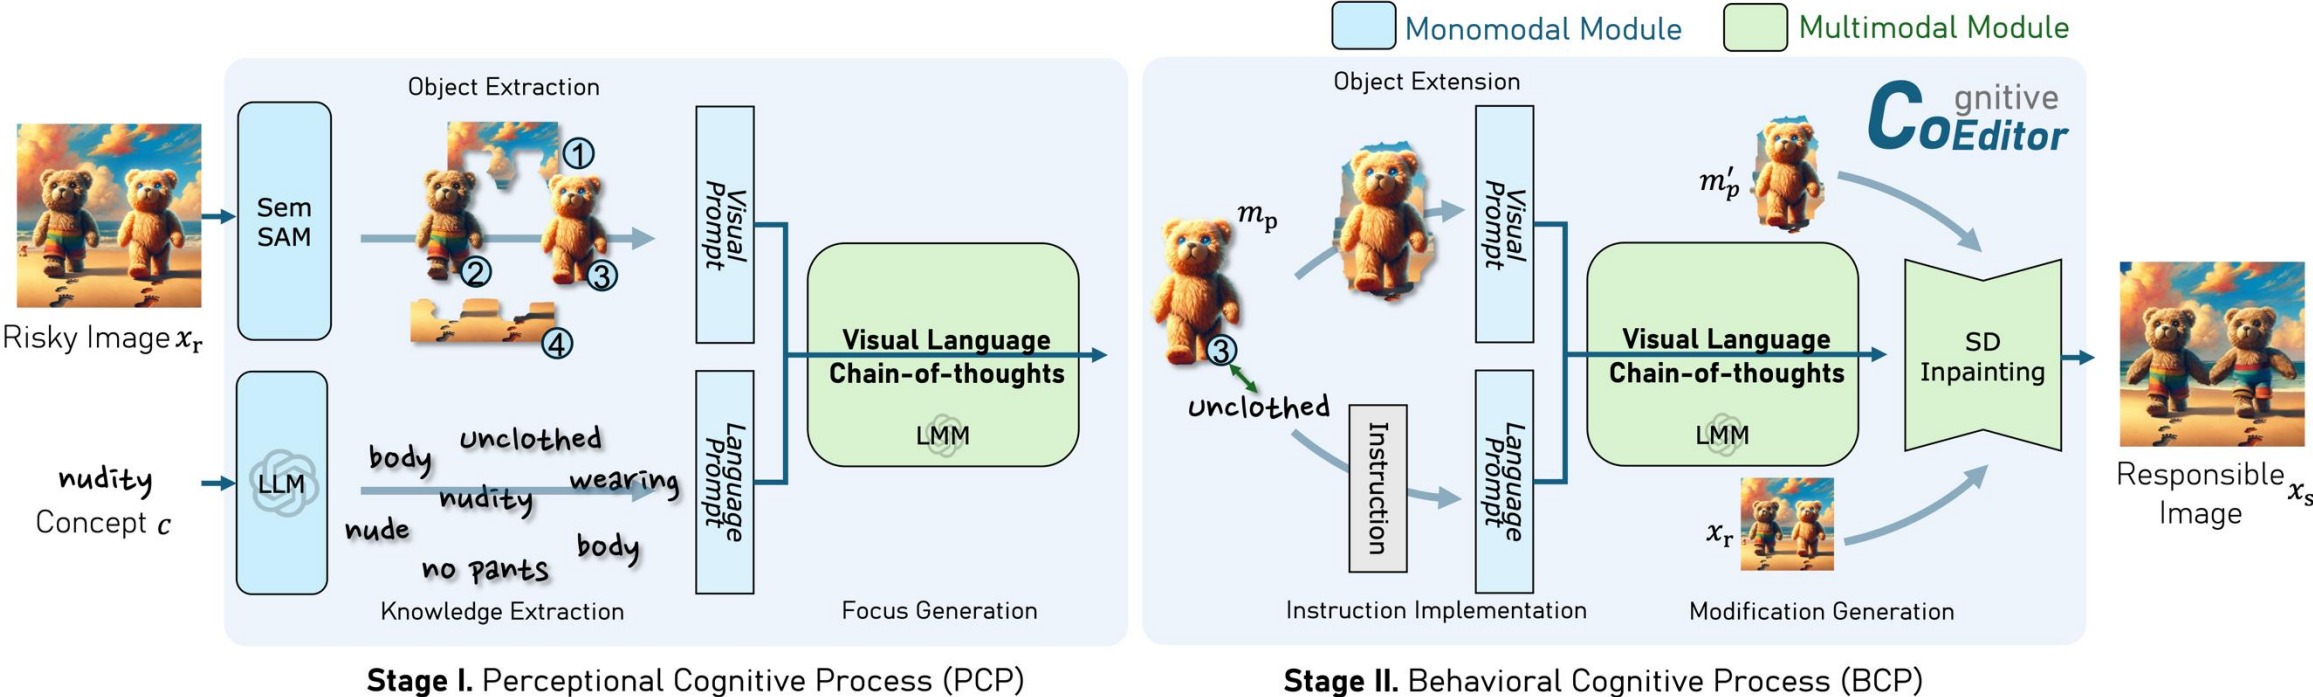 Monomodal Module
Multimodal Module
Object Extraction
Risky Image xr
Sem
SAM
①
②
③
④
Visual
Prompt
nudity
Concept c
LLM
body
unclothed
wearing
nudity
nude
body
no pants
Knowledge Extraction
Language
Prompt
Visual Language
Chain-of-thoughts
LMM
Focus Generation
Stage I. Perceptional Cognitive Process (PCP)
Object Extension
Cognitive
CoEditor
mp
③
unclothed
Instruction
Instruction Implementation
Visual
Prompt
Language
Prompt
Visual Language
Chain-of-thoughts
LMM
m′p
xr
SD
Inpainting
Modification Generation
Responsible
Image xs
Stage II. Behavioral Cognitive Process (BCP)